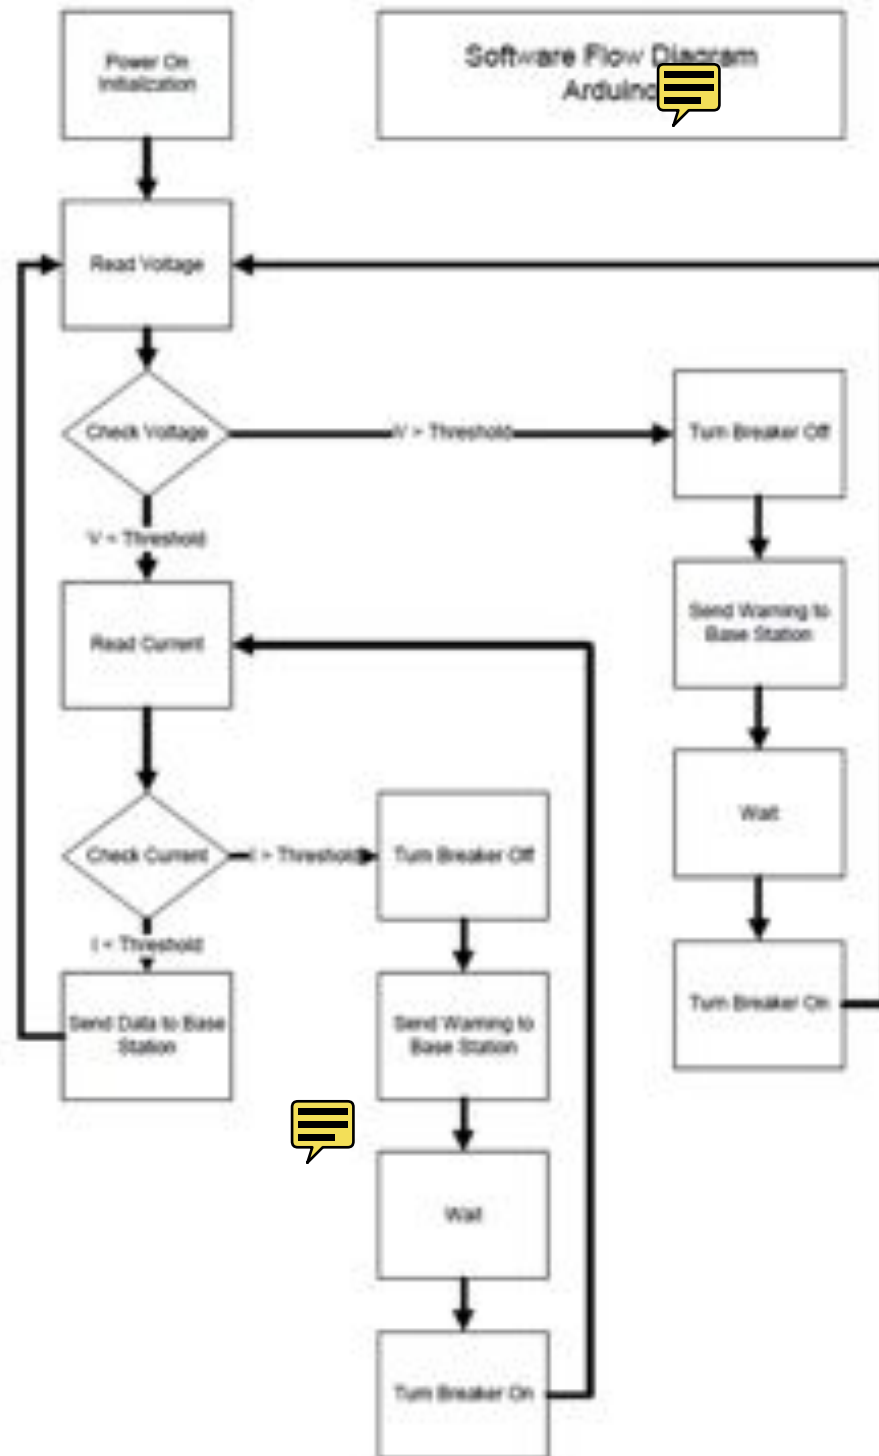 Power On
Initialization
Software Flow Diagram
Arduino
Read Voltage
Check Voltage
V > Threshold
Turn Breaker Off
V < Threshold
Send Warning to
Base Station
Read Current
Wait
Check Current
I > Threshold
Turn Breaker Off
I < Threshold
Turn Breaker On
Send Data to Base
Station
Send Warning to
Base Station
Wait
Turn Breaker On